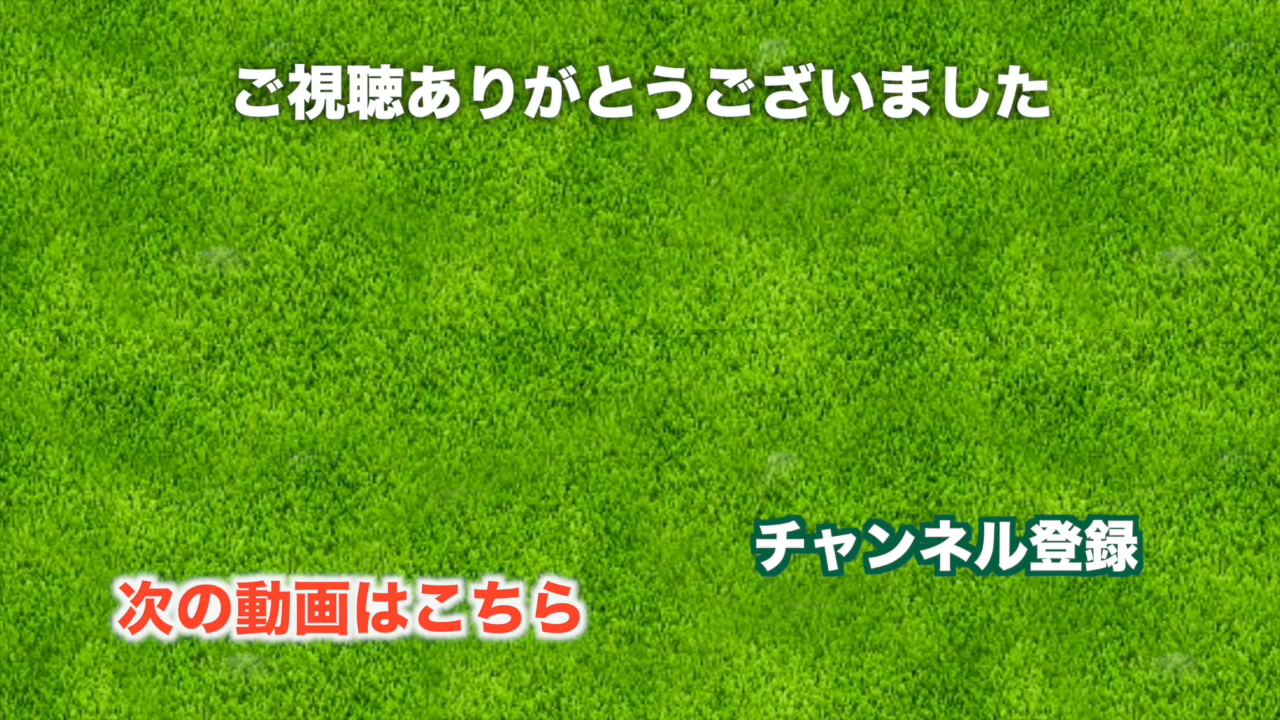 ご視聴ありがとうございました
チャンネル登録
次の動画はこちら